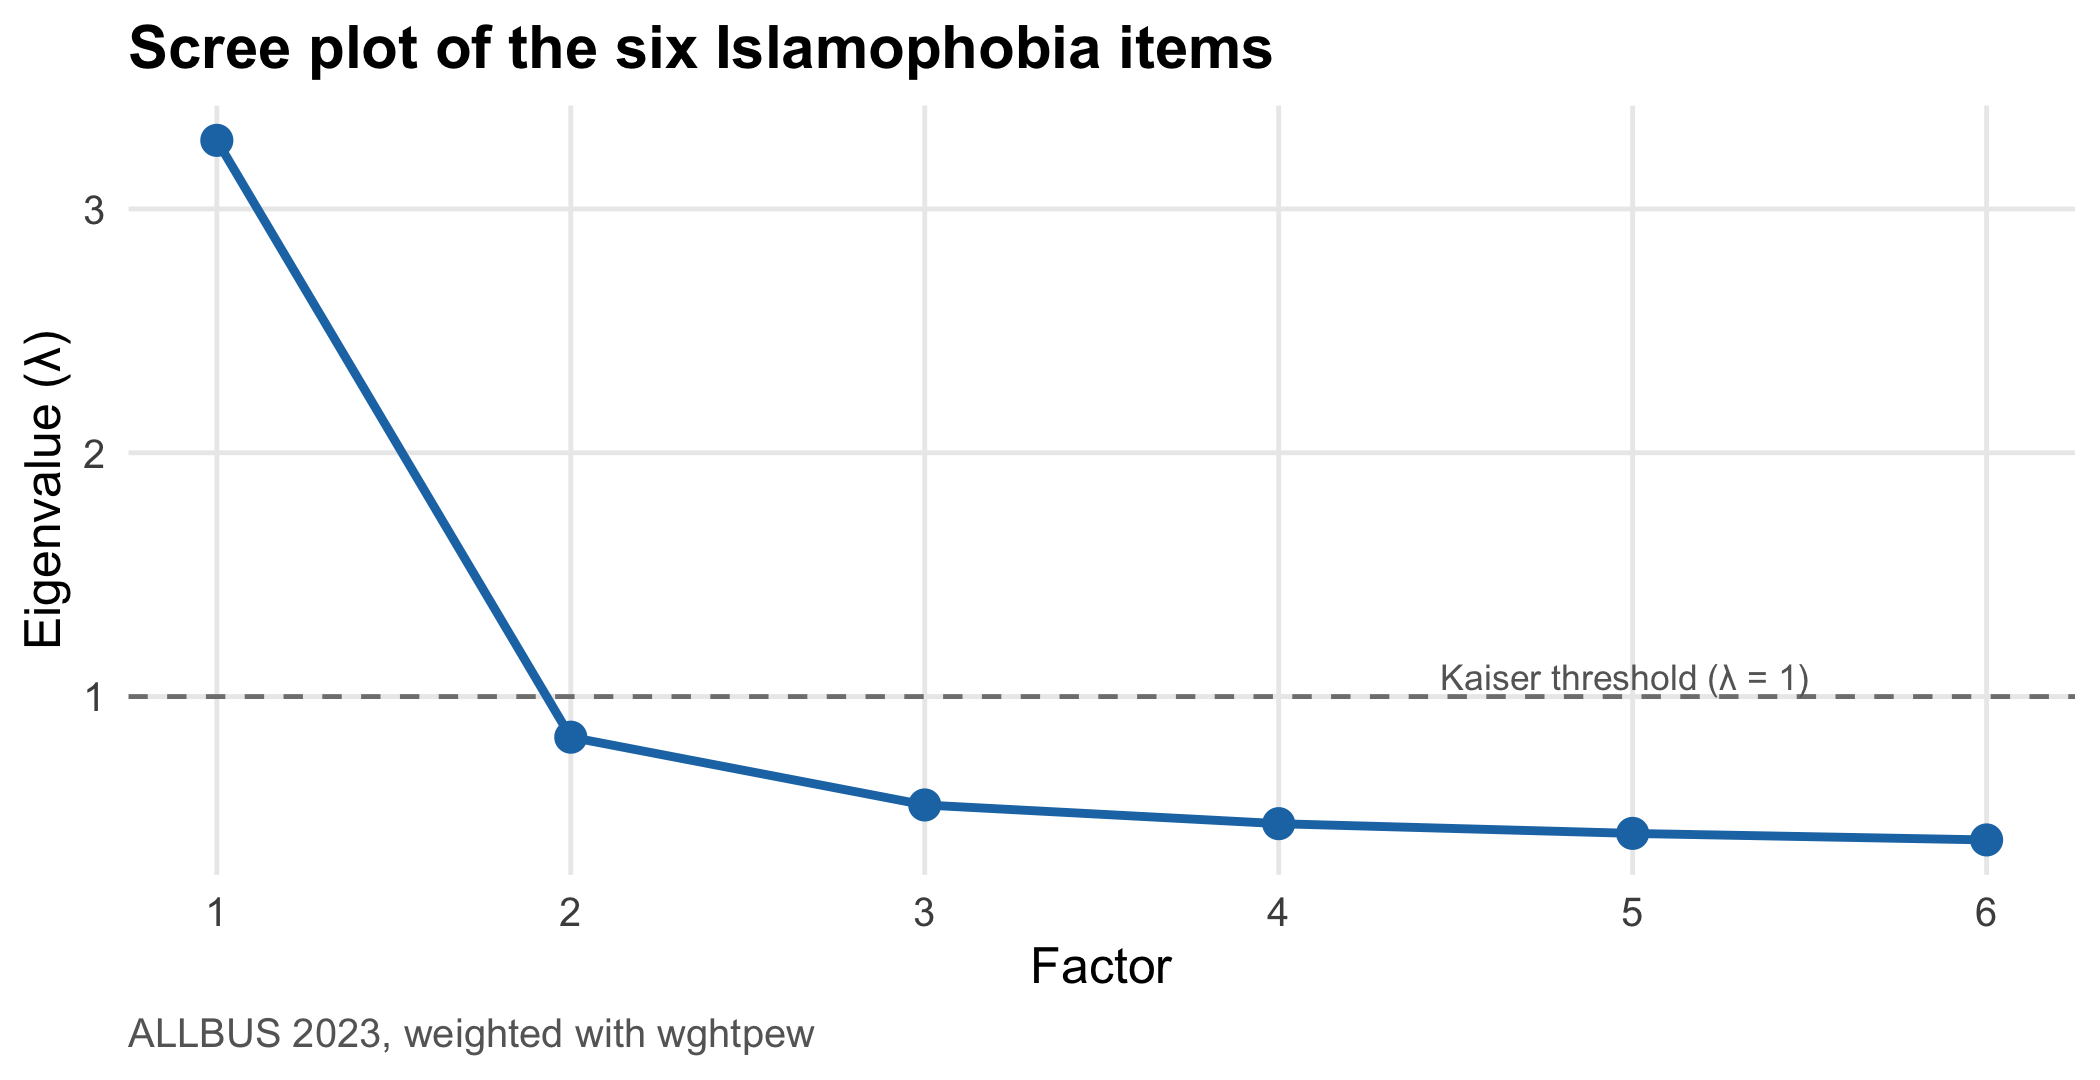 Scree plot of the six Islamophobia items
Eigenvalue (λ)
3
2
1
Kaiser threshold (λ = 1)
1 2 3 4 5 6
Factor
ALLBUS 2023, weighted with wghtpew